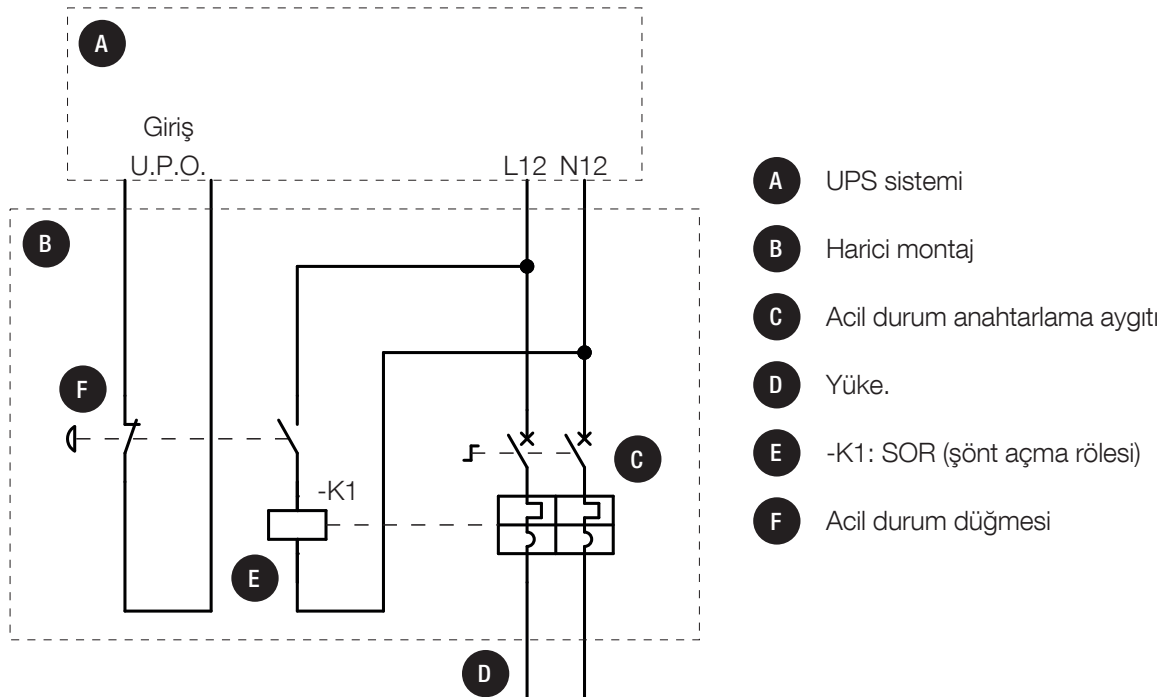 A
Giriş
U.P.O.
L12 N12
B
F
C
-K1
E
D
A UPS sistemi
B Harici montaj
C Acil durum anahtarlama aygıtı
D Yüke.
E -K1: SOR (şönt açma rölesi)
F Acil durum düğmesi